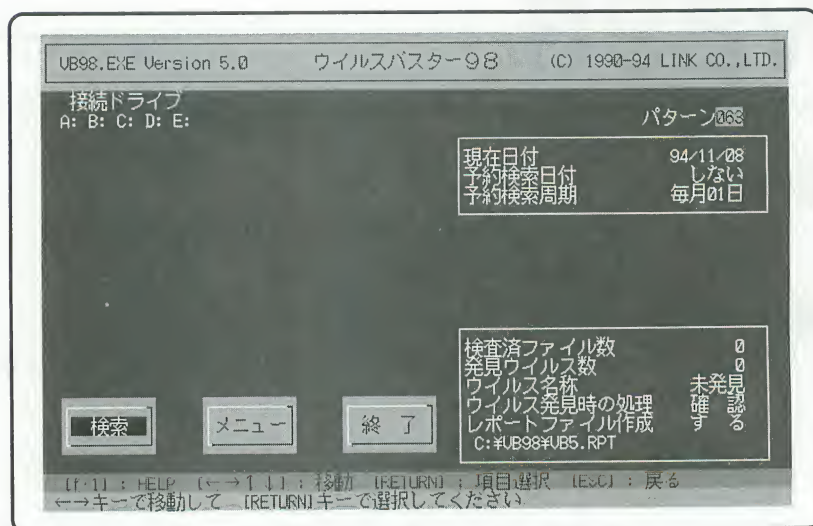 VB98.EXE Version 5.0 ウイルスバスター98 (C) 1990-94 LINK CO.,LTD.
接続ドライブ
A: B: C: D: E:
パターン063
現在日付 94/11/08
予約検索日付 しない
予約検索周期 毎月01日
検査済ファイル数 0
発見ウイルス数 0
ウイルス名称 未発見
ウイルス発見時の処理 確 認
レポートファイル作成 す る
C:¥VB98¥VB5.RPT
検索 メニュー 終 了
[f・1] : HELP [←→↑↓] : 移動 [RETURN] : 項目選択 [ESC] : 戻る
←→キーで移動して [RETURN]キーで選択してください